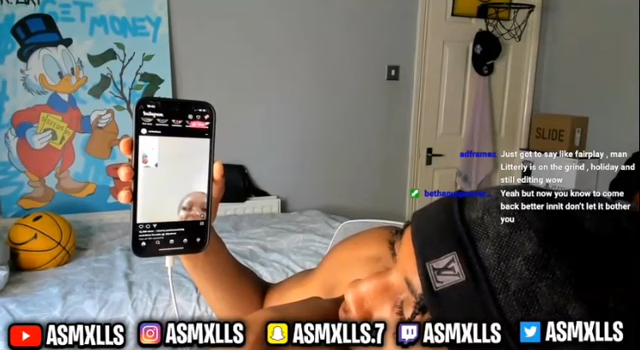 GET MONEY
Instagram
SLIDE
adframez Just got to say like fairplay , man
Litterly is on the grind , holiday and
still editing wow
Yeah but now you know to come
back better innit don't let it bother
you
LV
ASMXLLS
ASMXLLS
ASMXLLS.7
ASMXLLS
ASMXLLS